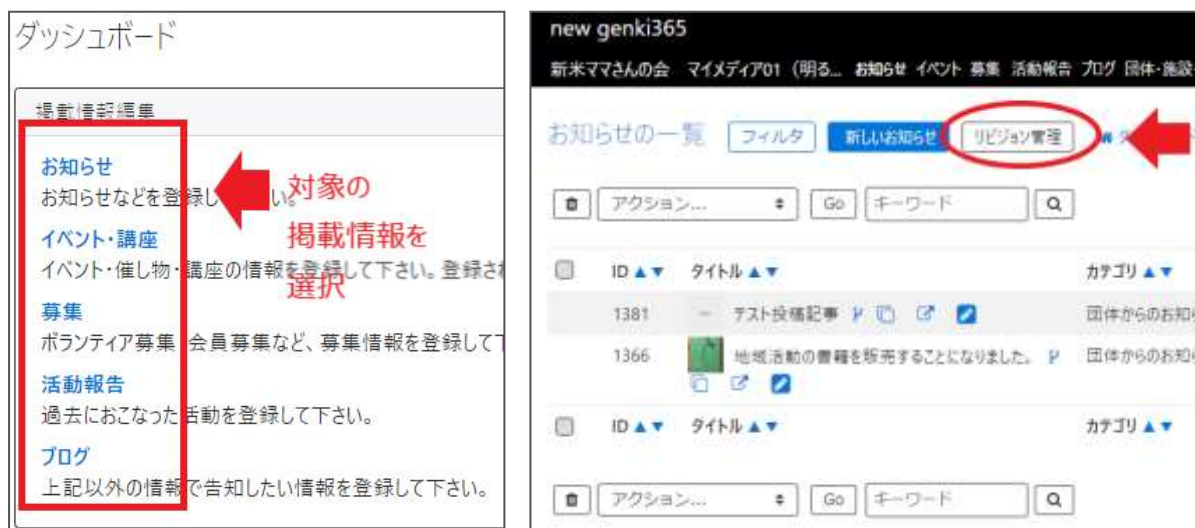 ダッシュボード
掲載情報編集
お知らせ
お知らせなどを登録し い。
イベント・講座
イベント・催し物・講座の情報を登録して下さい。登録さ
募集
ボランティア募集 会員募集など、募集情報を登録して
活動報告
過去におこなった活動を登録して下さい。
ブログ
上記以外の情報で告知したい情報を登録して下さい。
対象の
掲載情報を
選択
new genki365
新米ママさんの会 マイメディア01（明る... お知らせ イベント 募集 活動報告 ブログ 団体・施設
お知らせの一覧 フィルタ 新しいお知らせ リビジョン管理
アクション... Go キーワード
ID ▲▼ タイトル ▲▼ カテゴリ ▲▼
1381 － テスト投稿記事 団体からのお知
1366 地域活動の書籍を販売することになりました。 団体からのお知
ID ▲▼ タイトル ▲▼ カテゴリ ▲▼
アクション... Go キーワード